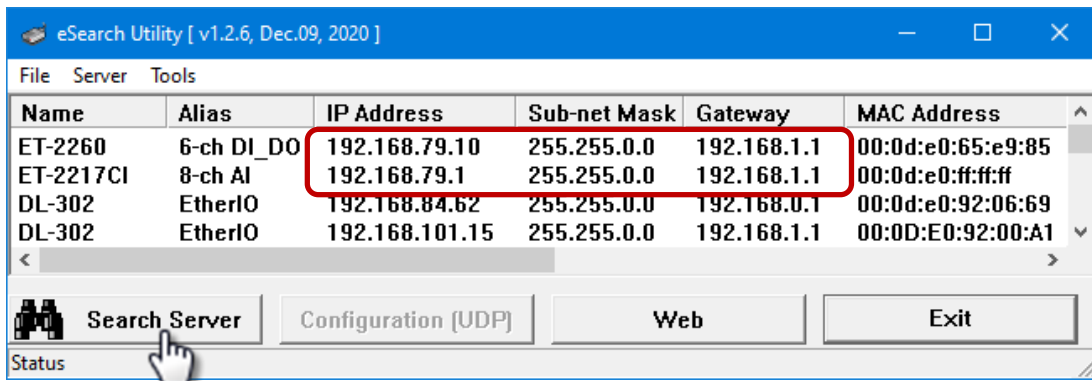 eSearch Utility [ v1.2.6, Dec.09, 2020 ]
File Server Tools
Name Alias IP Address Sub-net Mask Gateway MAC Address
ET-2260 6-ch DI_DO 192.168.79.10 255.255.0.0 192.168.1.1 00:0d:e0:65:e9:85
ET-2217CI 8-ch AI 192.168.79.1 255.255.0.0 192.168.1.1 00:0d:e0:ff:ff:ff
DL-302 EtherIO 192.168.84.62 255.255.0.0 192.168.0.1 00:0d:e0:92:06:69
DL-302 EtherIO 192.168.101.15 255.255.0.0 192.168.1.1 00:0D:E0:92:00:A1
Search Server Configuration (UDP) Web Exit
Status